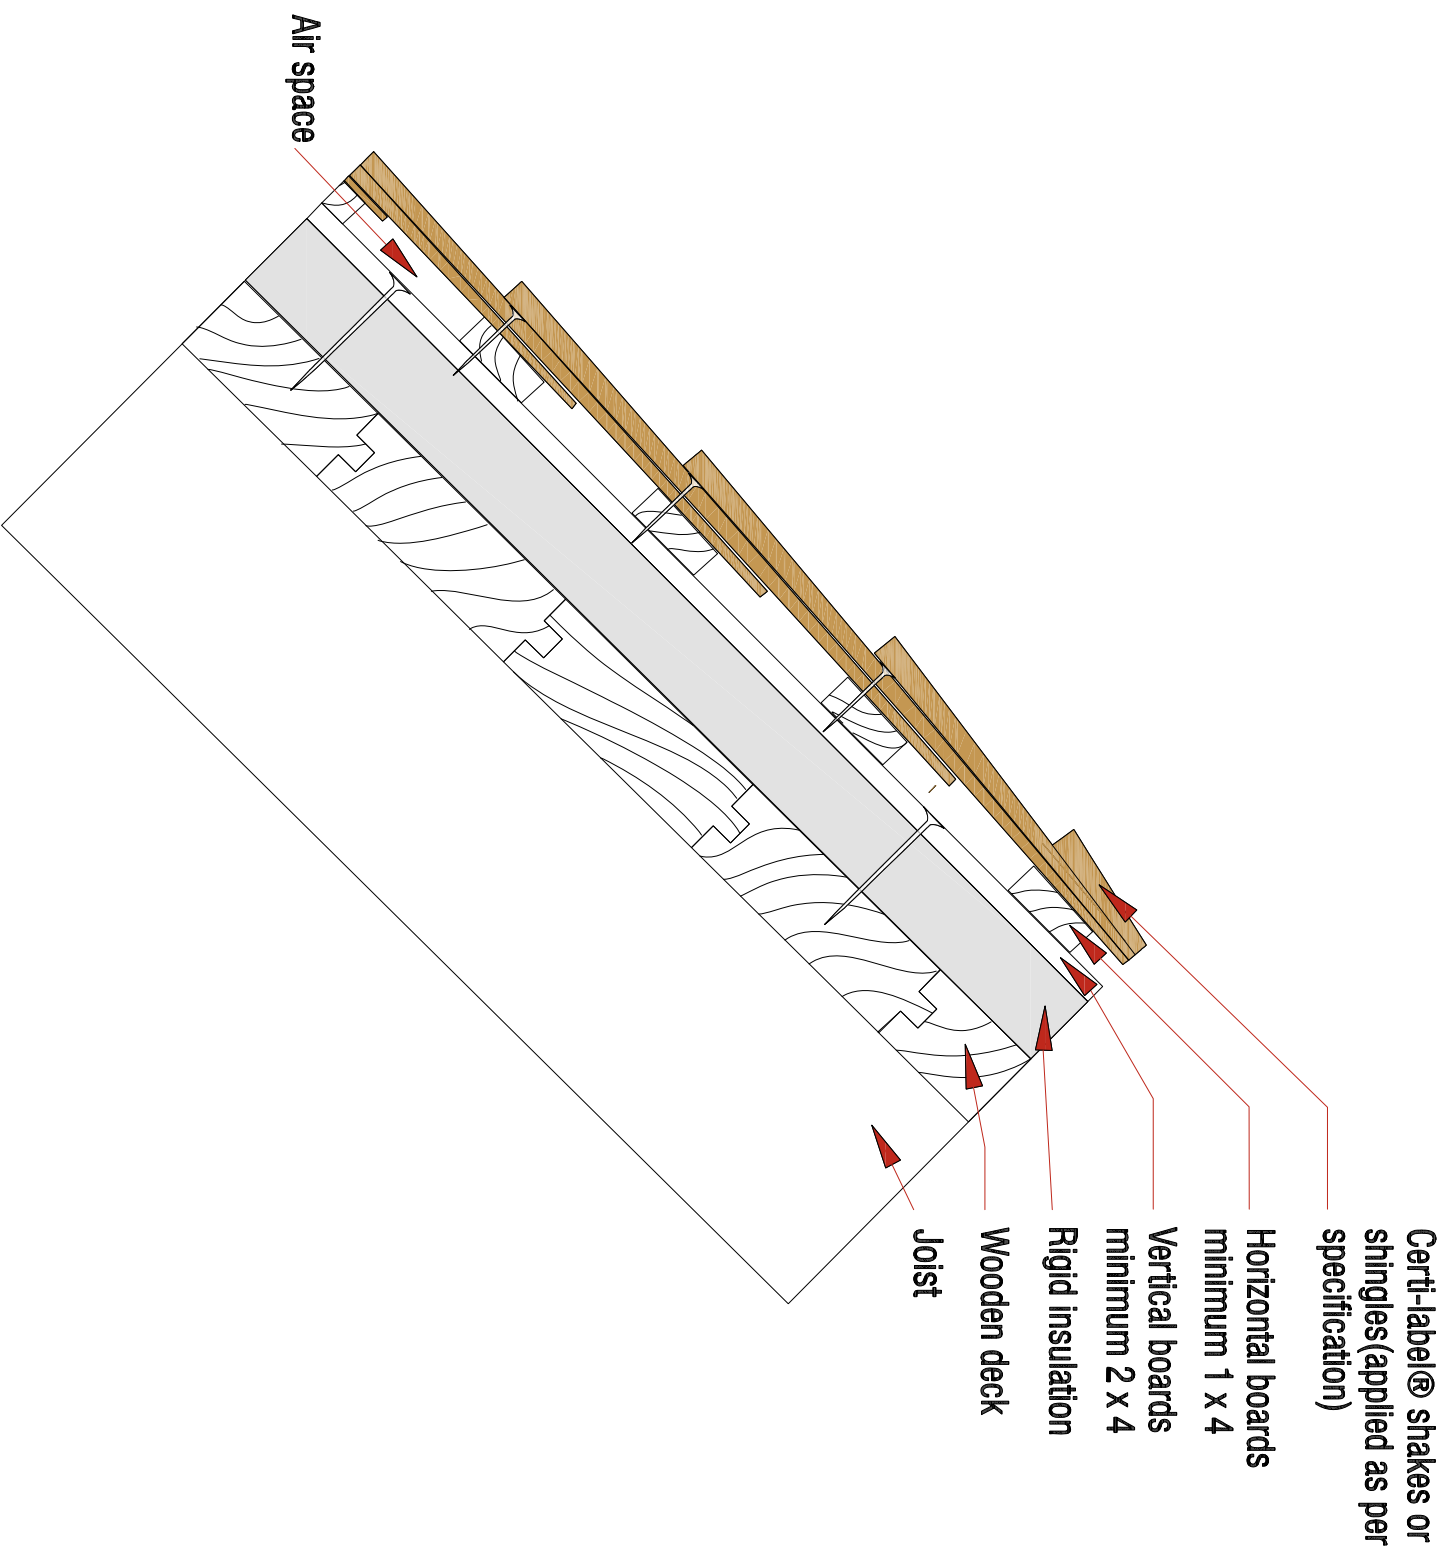 Air space
Certi-label® shakes or
shingles(applied as per
specification)
Horizontal boards
minimum 1 x 4
Vertical boards
minimum 2 x 4
Rigid insulation
Wooden deck
Joist